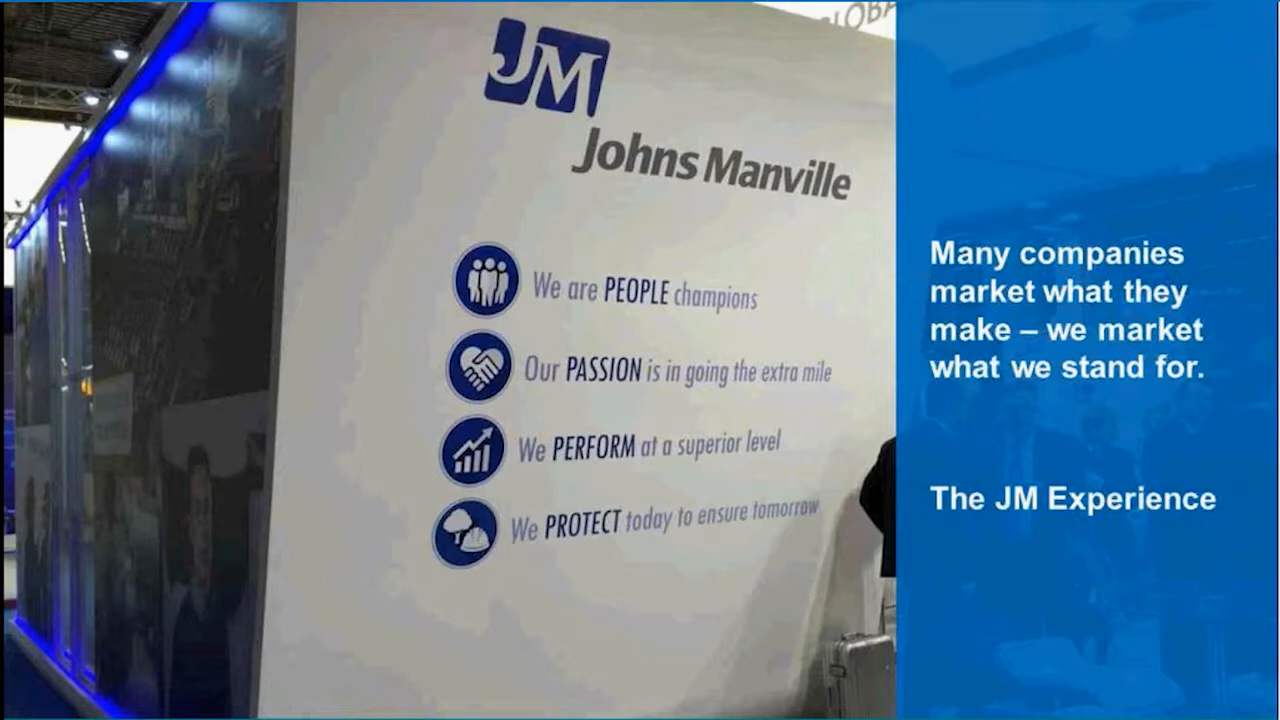 GLOBA
JM
Johns Manville
We are PEOPLE champions
Our PASSION is in going the extra mile
We PERFORM at a superior level
We PROTECT today to ensure tomorrow
Many companies
market what they
make – we market
what we stand for.
The JM Experience